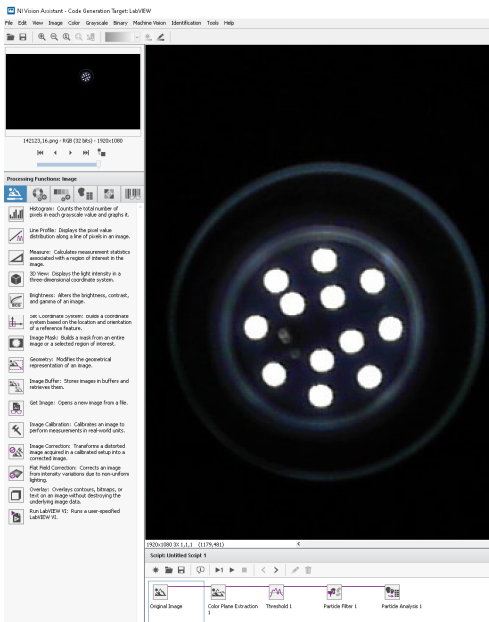 NI Vision Assistant - Code Generation Target: LabVIEW
File Edit View Image Color Grayscale Binary Machine Vision Identification Tools Help
142123,16.png - RGB (32 bits) - 1920x1080
Processing Functions: Image
Histogram: Counts the total number of
pixels in each grayscale value and graphs it.
Line Profile: Displays the pixel value
distribution along a line of pixels in an image.
Measure: Calculates measurement statistics
associated with a region of interest in the
image.
3D View: Displays the light intensity in a
three-dimensional coordinate system.
Brightness: Alters the brightness, contrast,
and gamma of an image.
Set Coordinate System: Builds a coordinate
system based on the location and orientation
of a reference feature.
Image Mask: Builds a mask from an entire
image or a selected region of interest.
Geometry: Modifies the geometrical
representation of an image.
Image Buffer: Stores images in buffers and
retrieves them.
Get Image: Opens a new image from a file.
Image Calibration: Calibrates an image to
perform measurements in real-world units.
Image Correction: Transforms a distorted
image acquired in a calibrated setup into a
corrected image.
Flat Field Correction: Corrects an image
from intensity variations due to non-uniform
lighting.
Overlay: Overlays contours, bitmaps, or
text on an image without destroying the
underlying image data.
Run LabVIEW VI: Runs a user-specified
LabVIEW VI.
1920x1080 3X 1,1,1 (1179,481)
Script: Untitled Script 1
Original Image
Color Plane Extraction
1
Threshold 1
Particle Filter 1
Particle Analysis 1